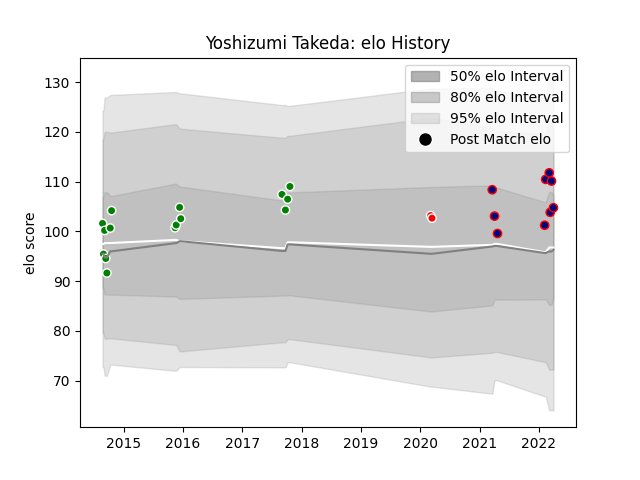 Yoshizumi Takeda: elo History
50% elo Interval
80% elo Interval
95% elo Interval
Post Match elo
elo score
130
120
110
100
90
80
70
2015 2016 2017 2018 2019 2020 2021 2022